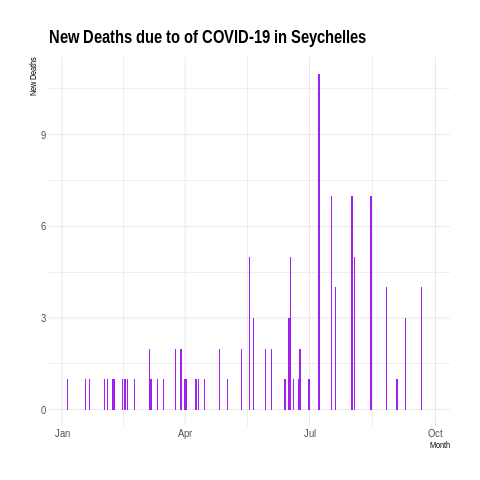 New Deaths due to of COVID-19 in Seychelles
New Deaths
9
6
3
0
Jan Apr Jul Oct
Month